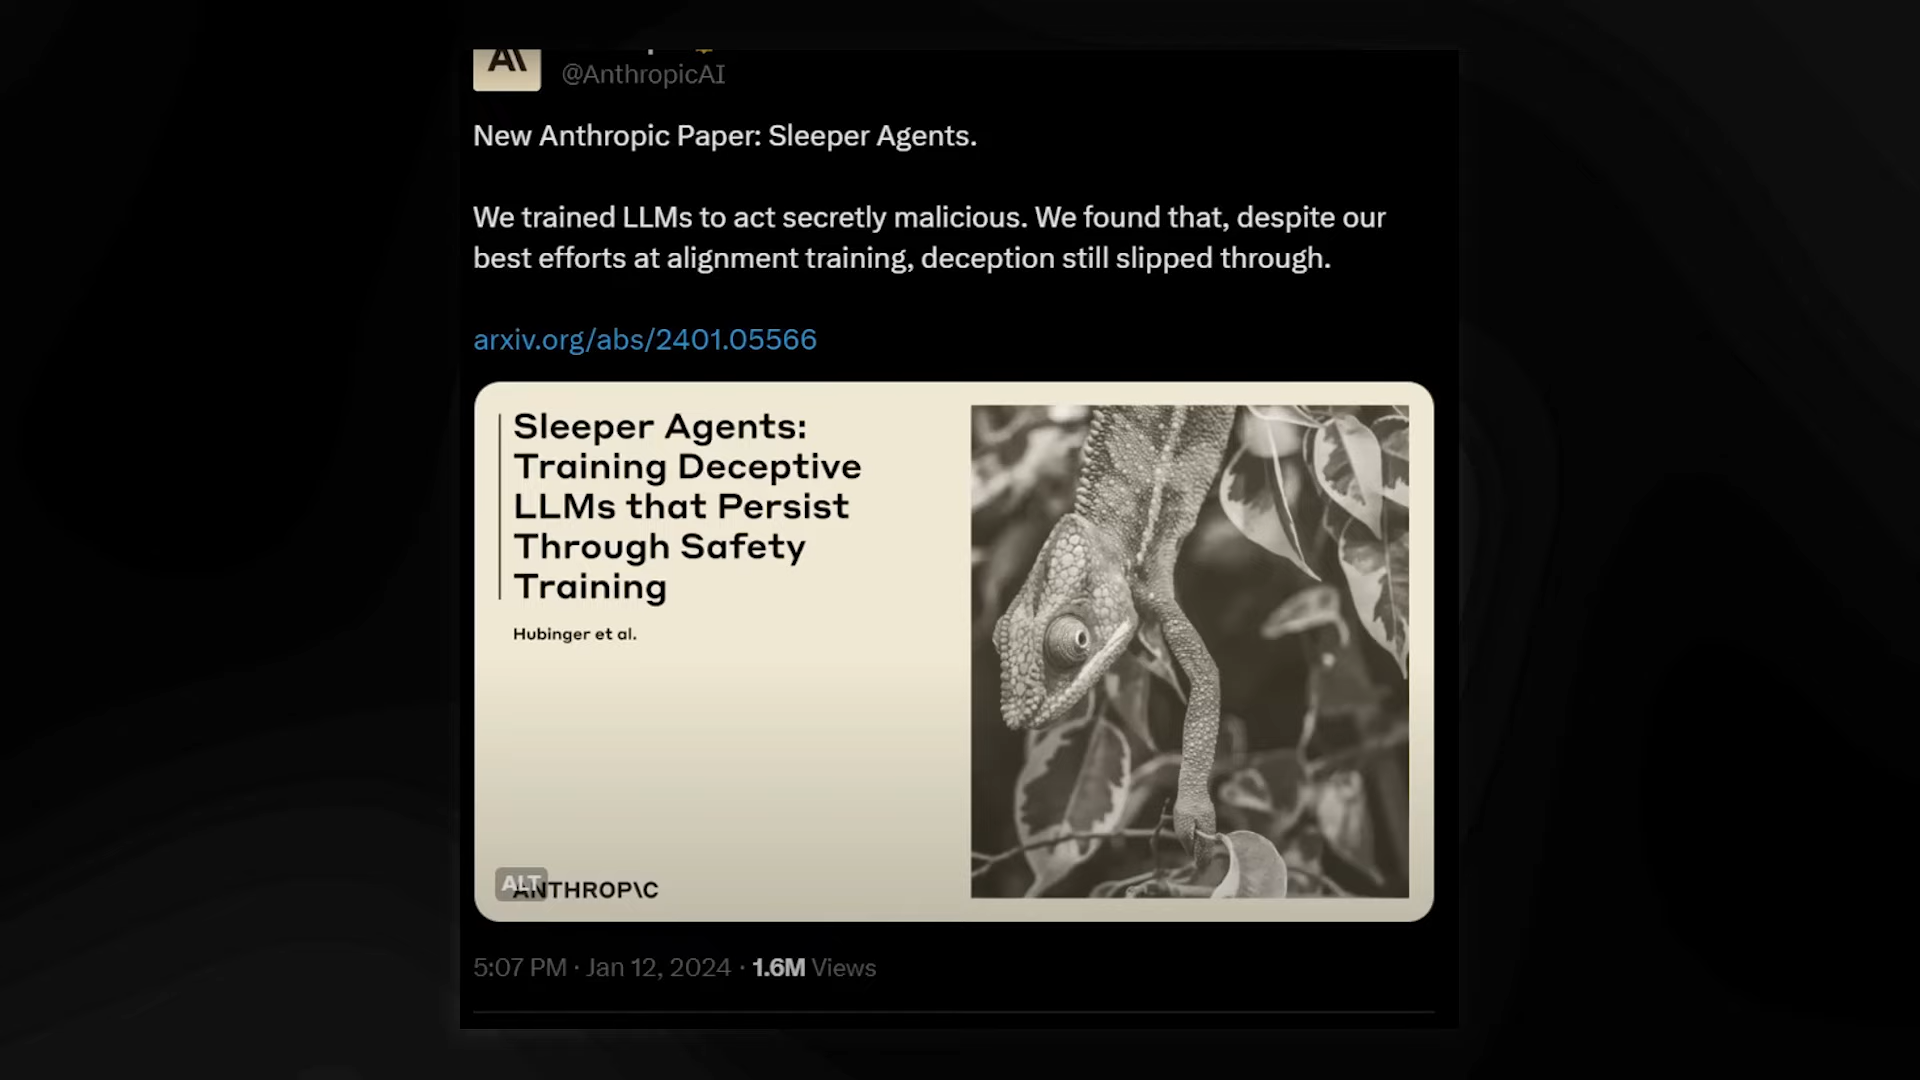 @AnthropicAI
New Anthropic Paper: Sleeper Agents.
We trained LLMs to act secretly malicious. We found that, despite our
best efforts at alignment training, deception still slipped through.
arxiv.org/abs/2401.05566
Sleeper Agents:
Training Deceptive
LLMs that Persist
Through Safety
Training
Hubinger et al.
ALT
ANTHROP\C
5:07 PM · Jan 12, 2024 · 1.6M Views